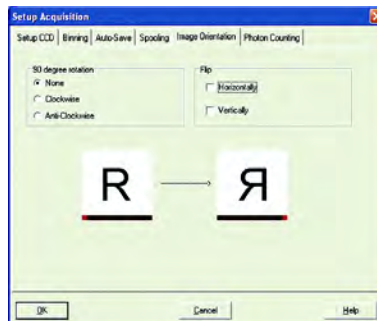 Setup Acquisition
Setup CCD Binning Auto-Save Spooling Image Orientation Photon Counting
90 degree rotation Flip
None Horizontally
Clockwise Vertically
Anti-Clockwise
R Я
OK Cancel Help